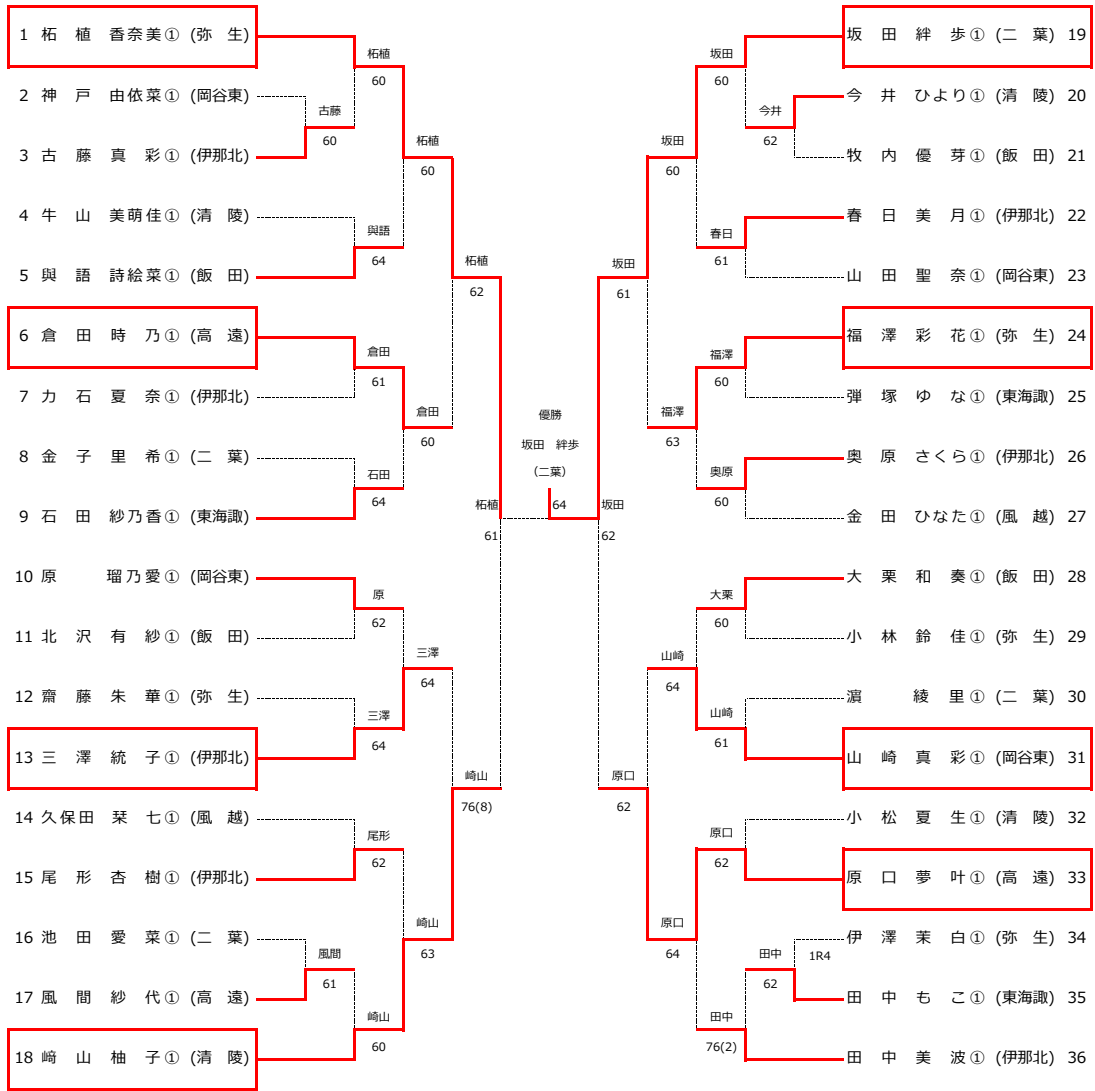 1 柘 植 香奈美① (弥 生)
2 神 戸 由依菜① (岡谷東)
3 古 藤 真 彩① (伊那北)
4 牛 山 美萌佳① (清 陵)
5 與 語 詩絵菜① (飯 田)
6 倉 田 時 乃① (高 遠)
7 力 石 夏 奈① (伊那北)
8 金 子 里 希① (二 葉)
9 石 田 紗乃香① (東海諏)
10 原 瑠乃愛① (岡谷東)
11 北 沢 有 紗① (飯 田)
12 齋 藤 朱 華① (弥 生)
13 三 澤 統 子① (伊那北)
14 久保田 栞 七① (風 越)
15 尾 形 杏 樹① (伊那北)
16 池 田 愛 菜① (二 葉)
17 風 間 紗 代① (高 遠)
18 﨑 山 柚 子① (清 陵)
古藤
60
風間
61
柘植
60
與語
64
倉田
61
石田
64
原
62
三澤
64
尾形
62
崎山
60
柘植
60
倉田
60
三澤
64
崎山
63
柘植
62
崎山
76(8)
柘植
61
優勝
坂田 絆歩
(二葉)
64
坂田
62
坂田
61
原口
62
坂田
60
福澤
63
山崎
64
原口
64
坂田
60
春日
61
福澤
60
奥原
60
大栗
60
山崎
61
原口
62
田中
76(2)
今井
62
田中
62
1R4
坂 田 絆 歩① (二 葉) 19
今 井 ひより① (清 陵) 20
牧 内 優 芽① (飯 田) 21
春 日 美 月① (伊那北) 22
山 田 聖 奈① (岡谷東) 23
福 澤 彩 花① (弥 生) 24
弾 塚 ゆ な① (東海諏) 25
奥 原 さくら① (伊那北) 26
金 田 ひなた① (風 越) 27
大 栗 和 奏① (飯 田) 28
小 林 鈴 佳① (弥 生) 29
濵 綾 里① (二 葉) 30
山 崎 真 彩① (岡谷東) 31
小 松 夏 生① (清 陵) 32
原 口 夢 叶① (高 遠) 33
伊 澤 茉 白① (弥 生) 34
田 中 も こ① (東海諏) 35
田 中 美 波① (伊那北) 36